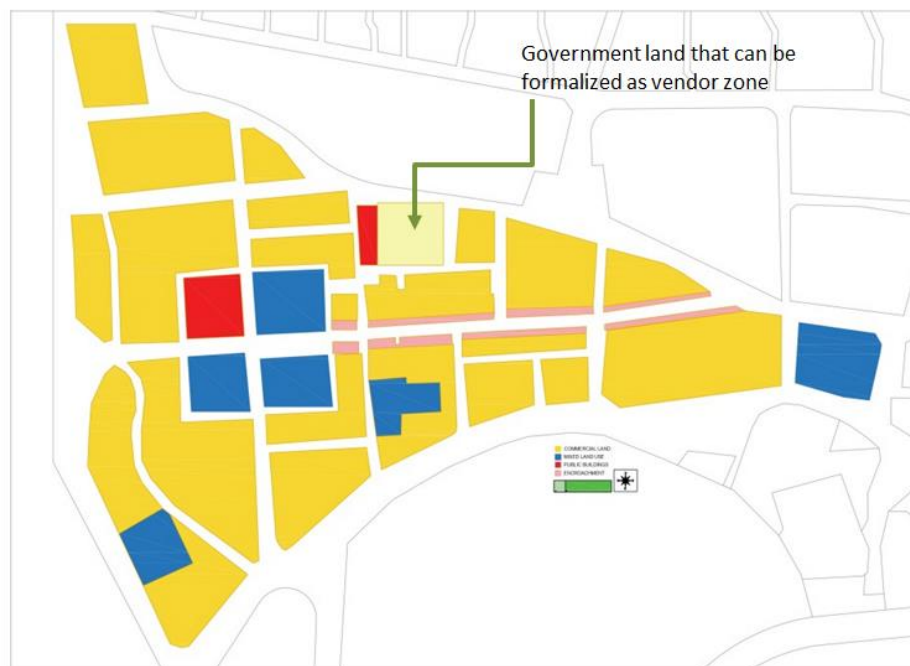 Government land that can be
formalized as vendor zone
COMMERCIAL LAND
MIXED LAND USE
PUBLIC BUILDINGS
ENCROACHMENT